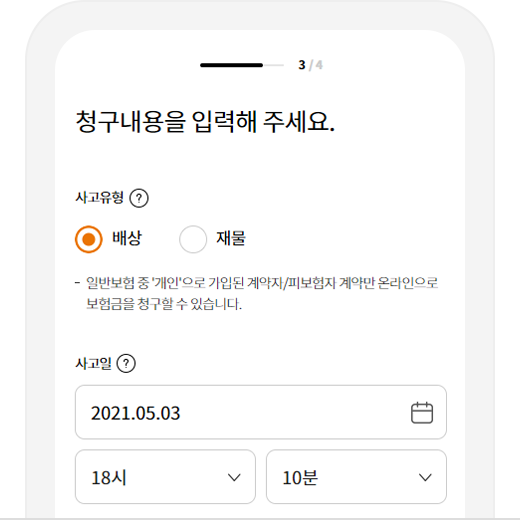 3 / 4
청구내용을 입력해 주세요.
사고유형 ?
배상 재물
- 일반보험 중 '개인'으로 가입된 계약자/피보험자 계약만 온라인으로
보험금을 청구할 수 있습니다.
사고일 ?
2021.05.03
18시 10분